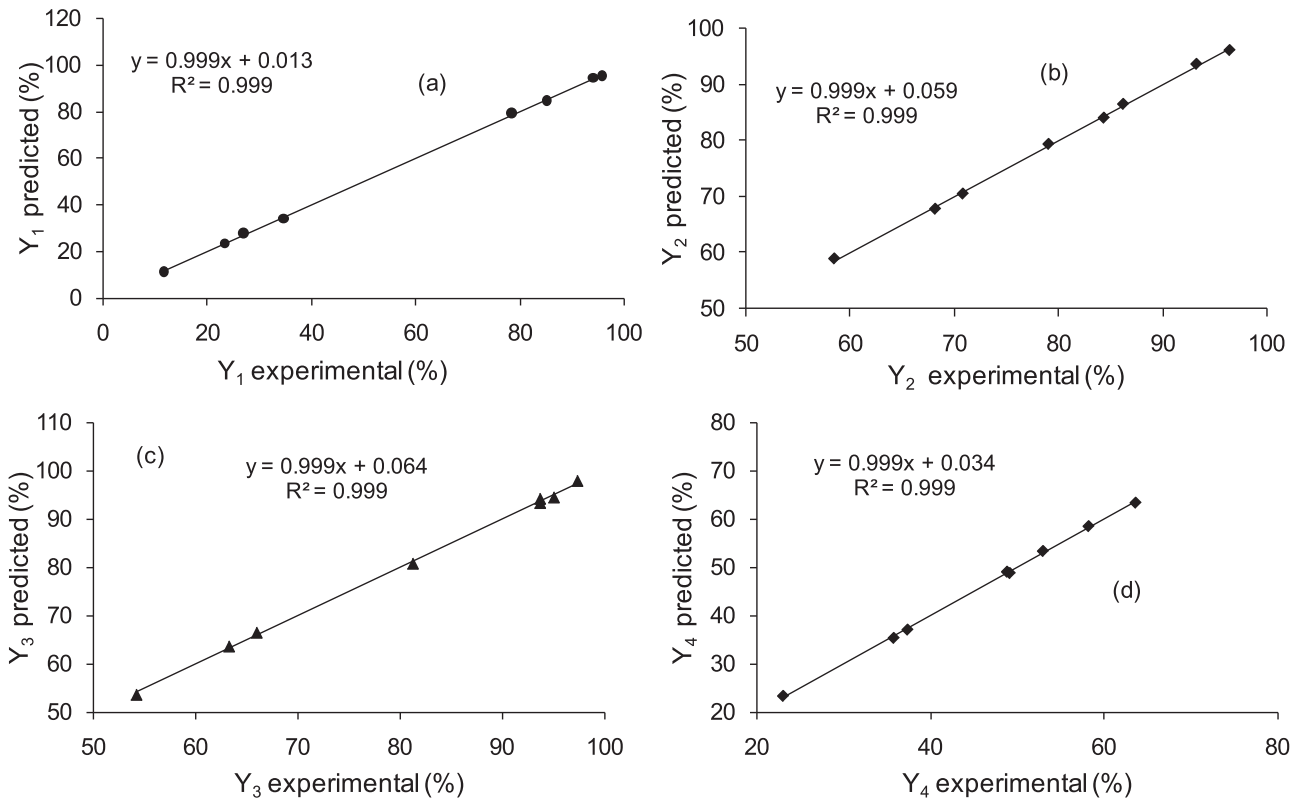 120
100
80
60
40
20
0
Y₁ predicted (%)
y = 0.999x + 0.013
R² = 0.999
(a)
0 20 40 60 80 100
Y₁ experimental (%)
100
90
80
70
60
50
Y₂ predicted (%)
y = 0.999x + 0.059
R² = 0.999
(b)
50 60 70 80 90 100
Y₂ experimental (%)
110
100
90
80
70
60
50
Y₃ predicted (%)
(c)
y = 0.999x + 0.064
R² = 0.999
50 60 70 80 90 100
Y₃ experimental (%)
80
70
60
50
40
30
20
Y₄ predicted (%)
y = 0.999x + 0.034
R² = 0.999
(d)
20 40 60 80
Y₄ experimental (%)